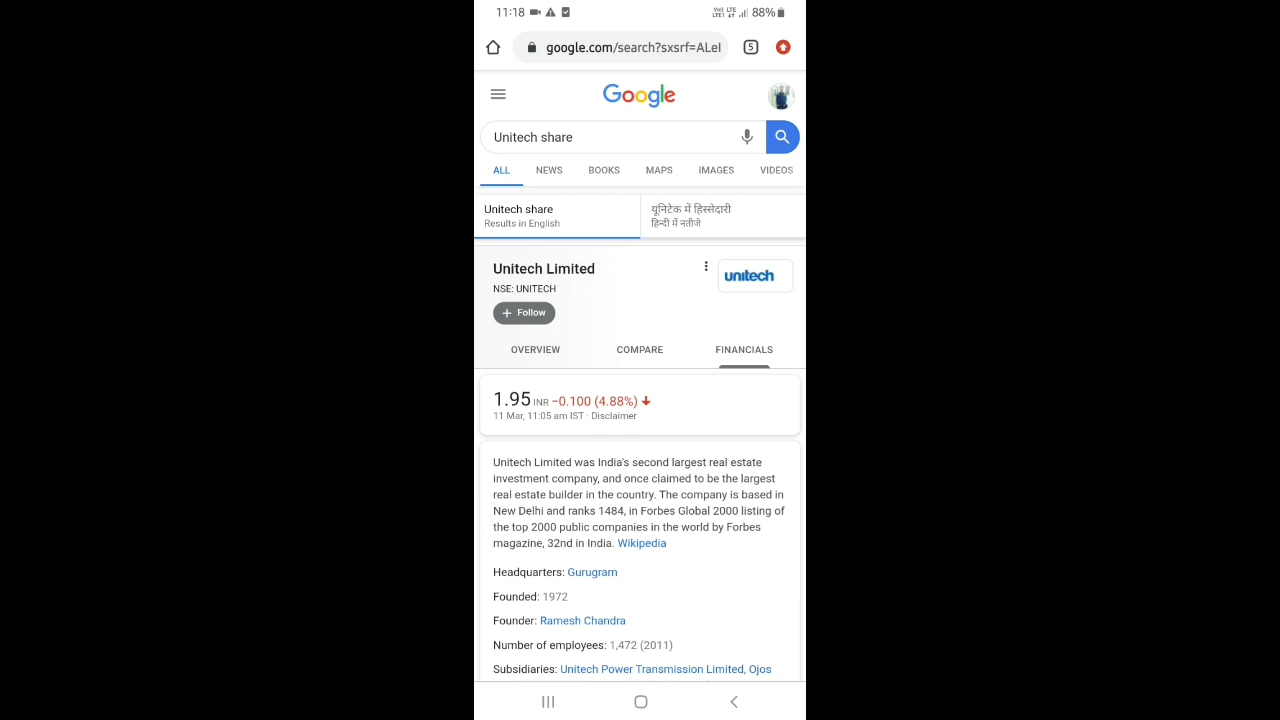 11:18
Vo) LTE
LTE1
88%
google.com/search?sxsrf=ALeI
5
Google
Unitech share
ALL NEWS BOOKS MAPS IMAGES VIDEOS
Unitech share
Results in English
यूनिटेक में हिस्सेदारी
हिन्दी में नतीजे
Unitech Limited
NSE: UNITECH
+ Follow
unitech
OVERVIEW COMPARE FINANCIALS
1.95 INR −0.100 (4.88%)
11 Mar, 11:05 am IST · Disclaimer
Unitech Limited was India's second largest real estate
investment company, and once claimed to be the largest
real estate builder in the country. The company is based in
New Delhi and ranks 1484, in Forbes Global 2000 listing of
the top 2000 public companies in the world by Forbes
magazine, 32nd in India. Wikipedia
Headquarters: Gurugram
Founded: 1972
Founder: Ramesh Chandra
Number of employees: 1,472 (2011)
Subsidiaries: Unitech Power Transmission Limited, Ojos